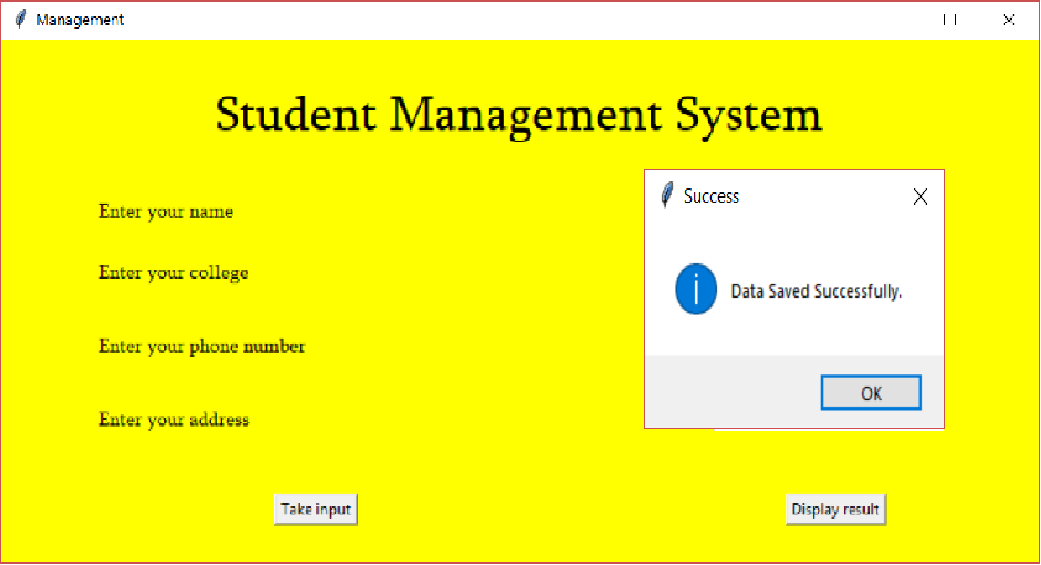 Management
Student Management System
Success
Enter your name
Enter your college
Data Saved Successfully.
Enter your phone number
OK
Enter your address
Take input
Display result